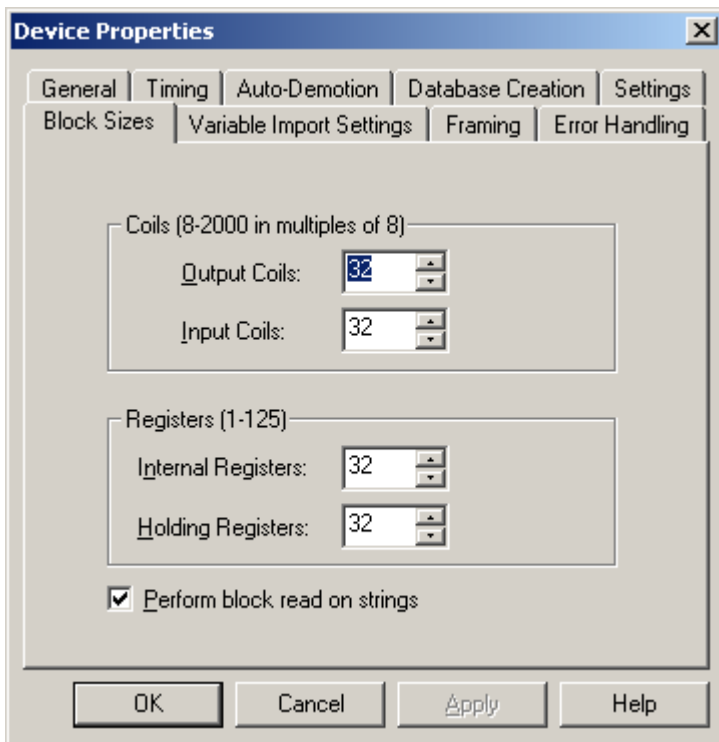 Device Properties
General Timing Auto-Demotion Database Creation Settings
Block Sizes Variable Import Settings Framing Error Handling
Coils (8-2000 in multiples of 8)
Output Coils: 32
Input Coils: 32
Registers (1-125)
Internal Registers: 32
Holding Registers: 32
Perform block read on strings
OK Cancel Apply Help